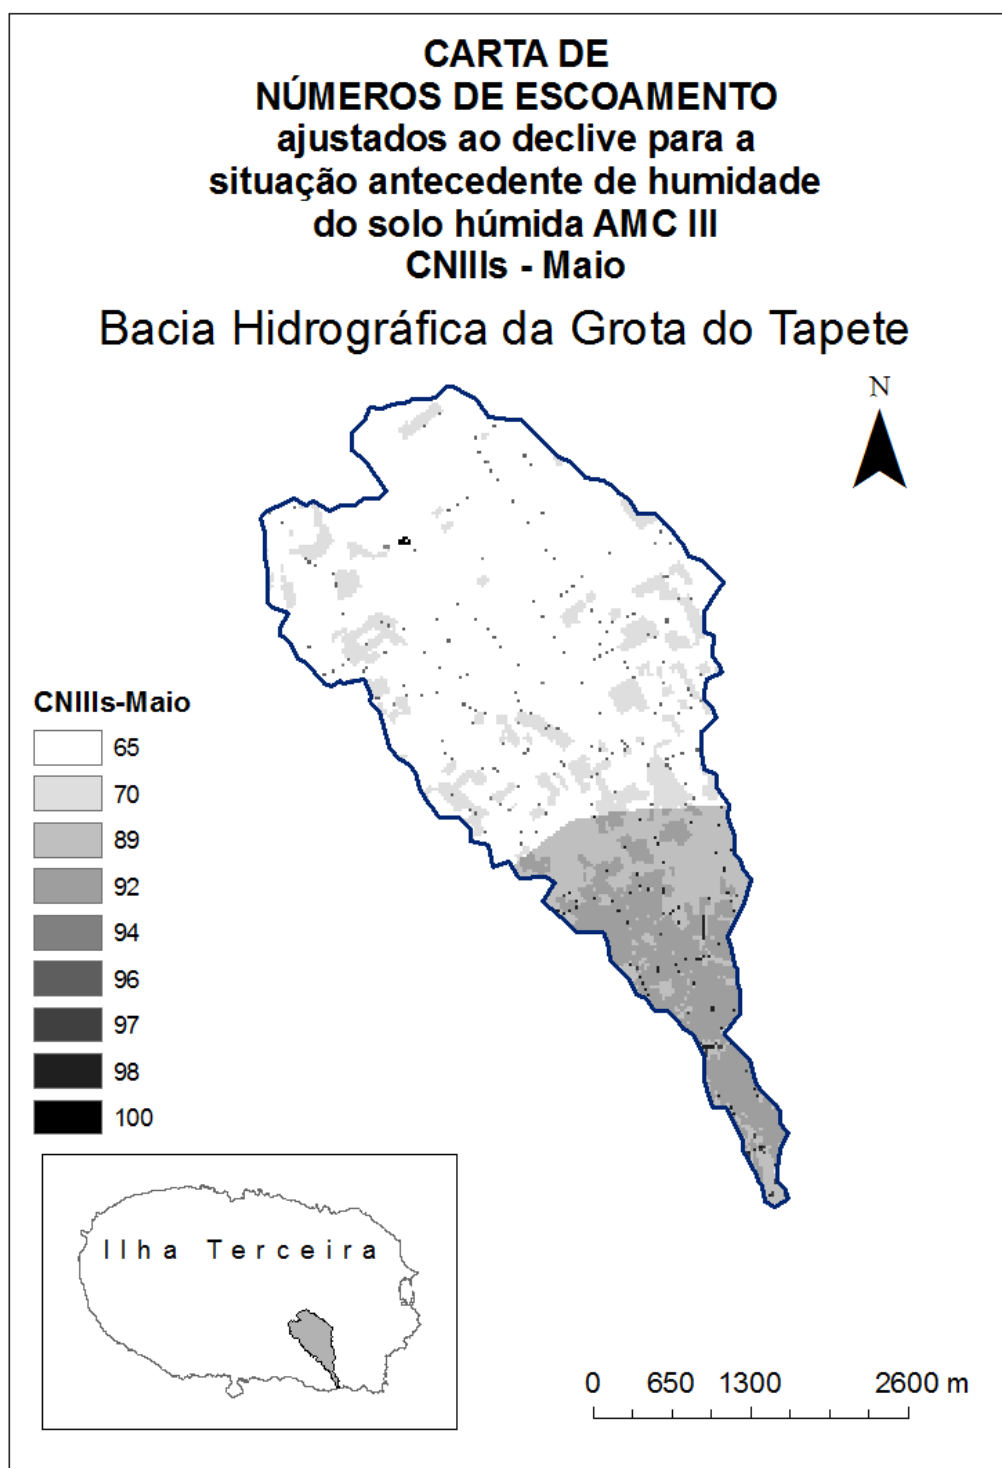 CARTA DE
NÚMEROS DE ESCOAMENTO
ajustados ao declive para a
situação antecedente de humidade
do solo húmida AMC III
CNIIIs - Maio
Bacia Hidrográfica da Grota do Tapete
N
CNIIIs-Maio
65
70
89
92
94
96
97
98
100
Ilha Terceira
0 650 1300 2600 m